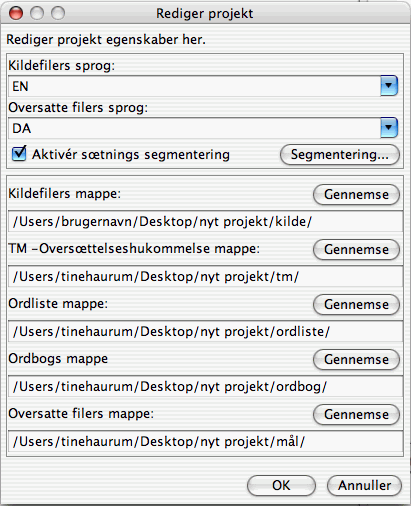 Rediger projekt
Rediger projekt egenskaber her.
Kildefilers sprog:
EN
Oversatte filers sprog:
DA
Aktivér sœtnings segmentering
Segmentering...
Kildefilers mappe:
Gennemse
/Users/brugernavn/Desktop/nyt projekt/kilde/
TM -Oversœttelseshukommelse mappe:
Gennemse
/Users/tinehaurum/Desktop/nyt projekt/tm/
Ordliste mappe:
Gennemse
/Users/tinehaurum/Desktop/nyt projekt/ordliste/
Ordbogs mappe
Gennemse
/Users/tinehaurum/Desktop/nyt projekt/ordbog/
Oversatte filers mappe:
Gennemse
/Users/tinehaurum/Desktop/nyt projekt/mål/
OK
Annuller